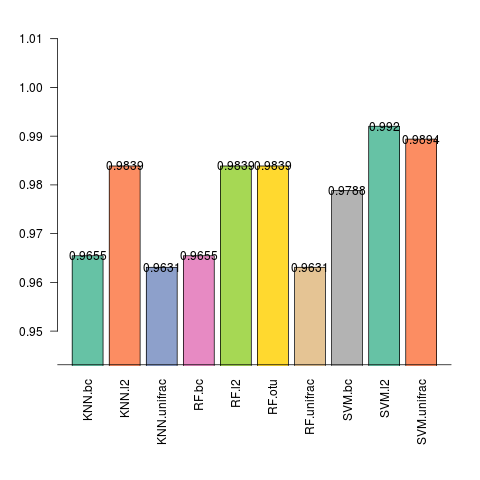 1.01
1.00
0.99
0.98
0.97
0.96
0.95
0.9655
0.9839
0.9631
0.9655
0.9839
0.9839
0.9631
0.9788
0.992
0.9894
KNN.bc
KNN.l2
KNN.unifrac
RF.bc
RF.l2
RF.otu
RF.unifrac
SVM.bc
SVM.l2
SVM.unifrac